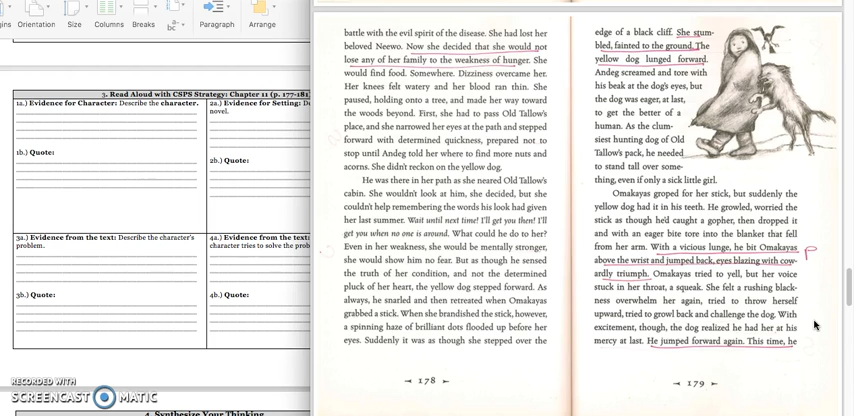 gins
Orientation
Size
Columns
Breaks
Paragraph
Arrange
3. Read Aloud with CSPS Strategy: Chapter 11 (p. 177-181)
1a.) Evidence for Character: Describe the character.
1b.) Quote:
2a.) Evidence for Setting:
novel.
2b.) Quote:
3a.) Evidence from the text: Describe the character's
problem.
3b.) Quote:
4a.) Evidence from the text:
character tries to solve the prob
4b.) Quote:
4. Synthesize Your Thinking
RECORDED WITH
SCREENCAST MATIC
battle with the evil spirit of the disease. She had lost her
beloved Neewo. Now she decided that she would not
lose any of her family to the weakness of hunger. She
would find food. Somewhere. Dizziness overcame her.
Her knees felt watery and her blood ran thin. She
paused, holding onto a tree, and made her way toward
the woods beyond. First, she had to pass Old Tallow's
place, and she narrowed her eyes at the path and stepped
forward with determined quickness, prepared not to
stop until Andeg told her where to find more nuts and
acorns. She didn't reckon on the yellow dog.
He was there in her path as she neared Old Tallow's
cabin. She wouldn't look at him, she decided, but she
couldn't help remembering the words his look had given
her last summer. Wait until next time! I'll get you then! I'll
get you when no one is around. What could he do to her?
Even in her weakness, she would be mentally stronger,
she would show him no fear. But as though he sensed
the truth of her condition, and not the determined
pluck of her heart, the yellow dog stepped forward. As
always, he snarled and then retreated when Omakayas
grabbed a stick. When she brandished the stick, however,
a spinning haze of brilliant dots flooded up before her
eyes. Suddenly it was as though she stepped over the
178
edge of a black cliff. She stum-
bled, fainted to the ground. The
yellow dog lunged forward.
Andeg screamed and tore with
his beak at the dog's eyes, but
the dog was eager, at last,
to get the better of a
human. As the clum-
siest hunting dog of Old
Tallow's pack, he needed
to stand tall over some-
thing, even if only a sick little girl.
Omakayas groped for her stick, but suddenly the
yellow dog had it in his teeth. He growled, worried the
stick as though he'd caught a gopher, then dropped it
and with an eager bite tore into the blanket that fell
from her arm. With a vicious lunge, he bit Omakayas
above the wrist and jumped back, eyes blazing with cow-
ardly triumph. Omakayas tried to yell, but her voice
stuck in her throat, a squeak. She felt a rushing black-
ness overwhelm her again, tried to throw herself
upward, tried to growl back and challenge the dog. With
excitement, though, the dog realized he had her at his
mercy at last. He jumped forward again. This time, he
179
P